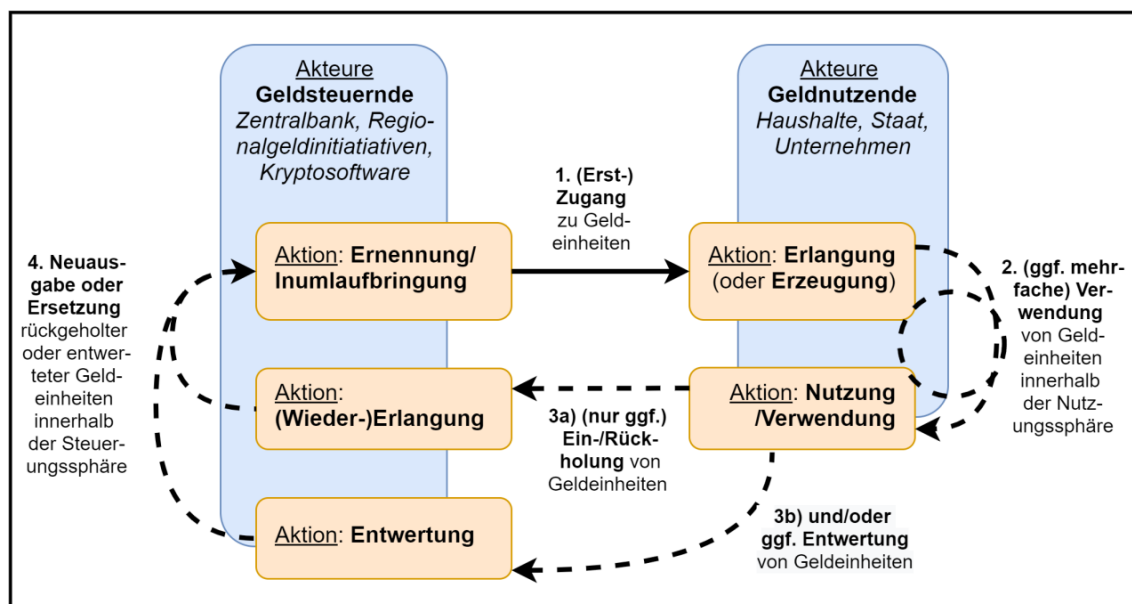 Akteure
Geldsteuernde
Zentralbank, Regio-
nalgeldinitiatiativen,
Kryptosoftware
Akteure
Geldnutzende
Haushalte, Staat,
Unternehmen
1. (Erst-)
Zugang
zu Geld-
einheiten
Aktion: Ernennung/
Inumlaufbringung
Aktion: Erlangung
(oder Erzeugung)
4. Neuaus-
gabe oder
Ersetzung
rückgeholter
oder entwer-
teter Geld-
einheiten
innerhalb
der Steuer-
ungssphäre
2. (ggf. mehr-
fache) Ver-
wendung
von Geld-
einheiten
innerhalb
der Nutz-
ungssphäre
Aktion:
(Wieder-)Erlangung
Aktion: Nutzung
/Verwendung
3a) (nur ggf.)
Ein-/Rück-
holung von
Geldeinheiten
Aktion: Entwertung
3b) und/oder
ggf. Entwertung
von Geldeinheiten